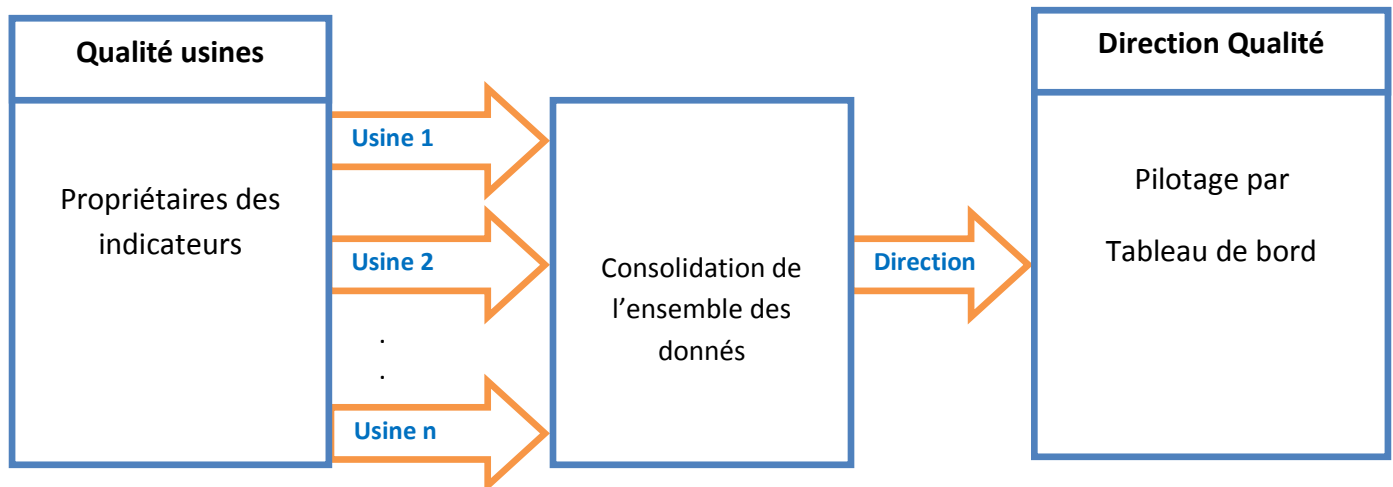 Qualité usines
Propriétaires des
indicateurs
Usine 1
Usine 2
.
.
Usine n
Consolidation de
l’ensemble des
donnés
Direction
Direction Qualité
Pilotage par
Tableau de bord